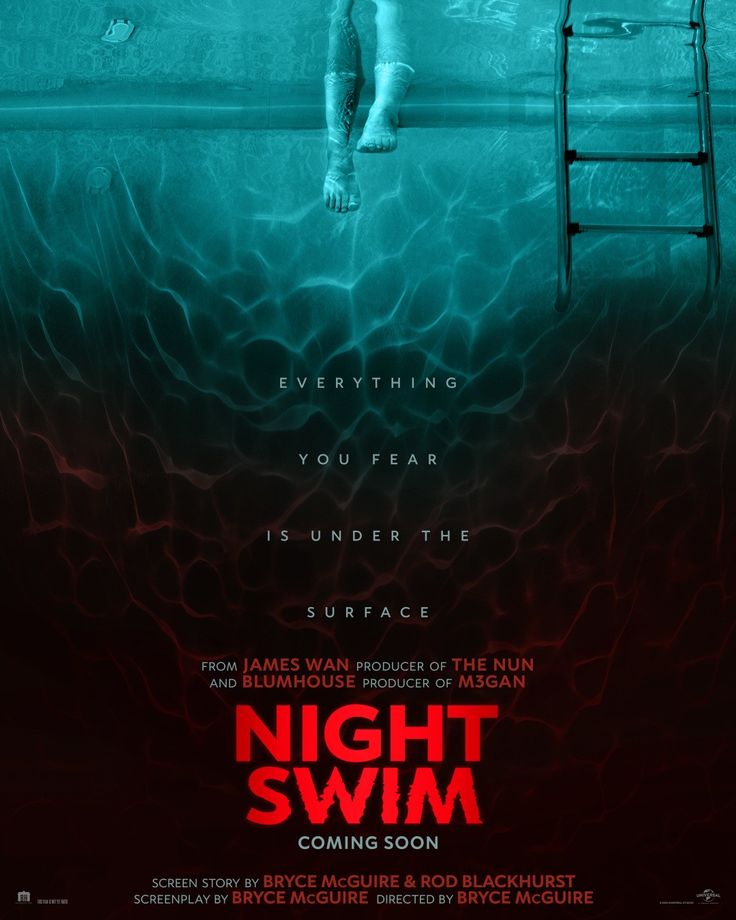 EVERYTHING
YOU FEAR
IS UNDER THE
SURFACE
FROM JAMES WAN PRODUCER OF THE NUN
AND BLUMHOUSE PRODUCER OF M3GAN
NIGHT
SWIM
COMING SOON
SCREEN STORY BY BRYCE McGUIRE & ROD BLACKHURST
SCREENPLAY BY BRYCE McGUIRE DIRECTED BY BRYCE McGUIRE
UNIVERSAL